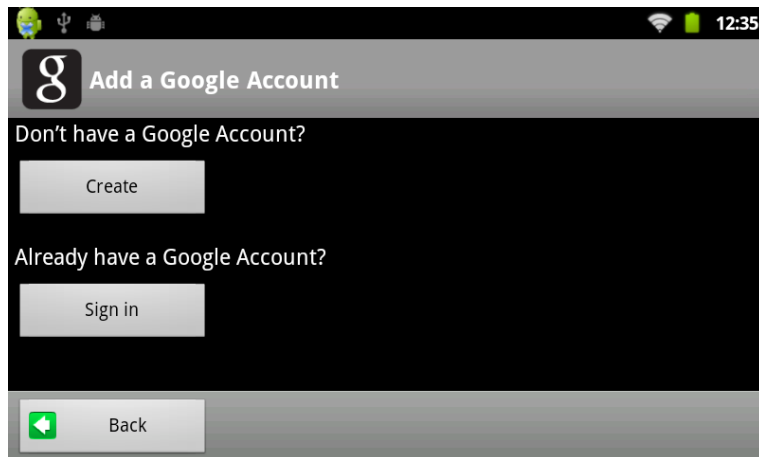 12:35
g Add a Google Account
Don’t have a Google Account?
Create
Already have a Google Account?
Sign in
Back